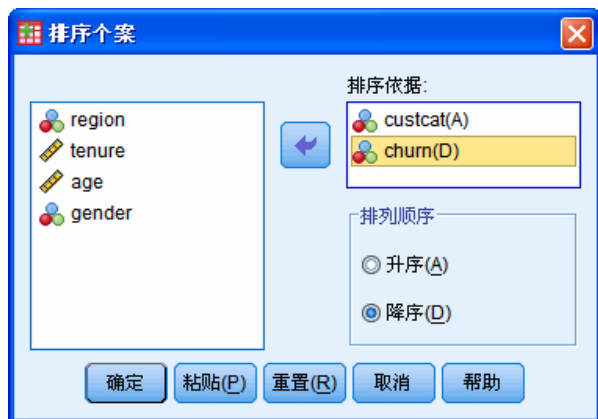 排序个案
排序依据:
region
tenure
age
gender
custcat(A)
churn(D)
排列顺序
升序(A)
降序(D)
确定
粘贴(P)
重置(R)
取消
帮助